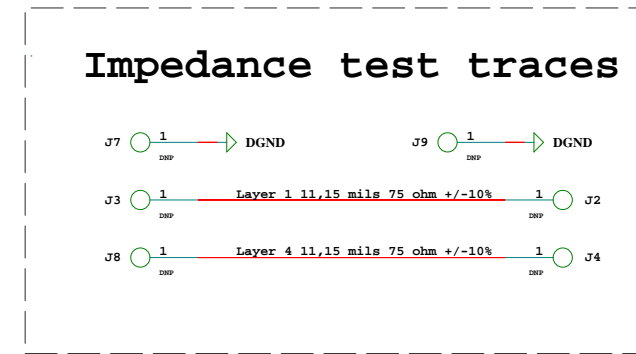 Impedance test traces
J7 1 DGND J9 1 DGND
DNP DNP
J3 1 Layer 1 11,15 mils 75 ohm +/-10% 1 J2
DNP DNP
J8 1 Layer 4 11,15 mils 75 ohm +/-10% 1 J4
DNP DNP